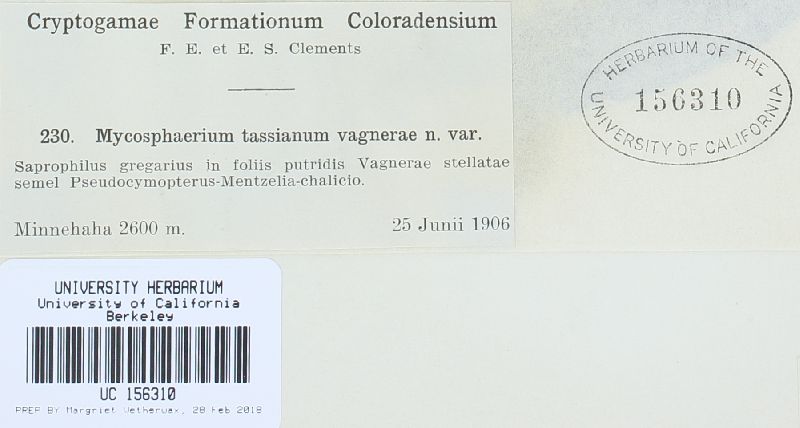 Cryptogamae Formationum Coloradensium
F. E. et E. S. Clements
230. Mycosphaerium tassianum vagnerae n. var.
Saprophilus gregarius in foliis putridis Vagnerae stellatae
semel Pseudocymopterus-Mentzelia-chalicio.
Minnehaha 2600 m. 25 Junii 1906
HERBARIUM OF THE
156310
UNIVERSITY OF CALIFORNIA
UNIVERSITY HERBARIUM
University of California
Berkeley
UC 156310
PREP BY Margriet Wetherwax, 28 Feb 2018